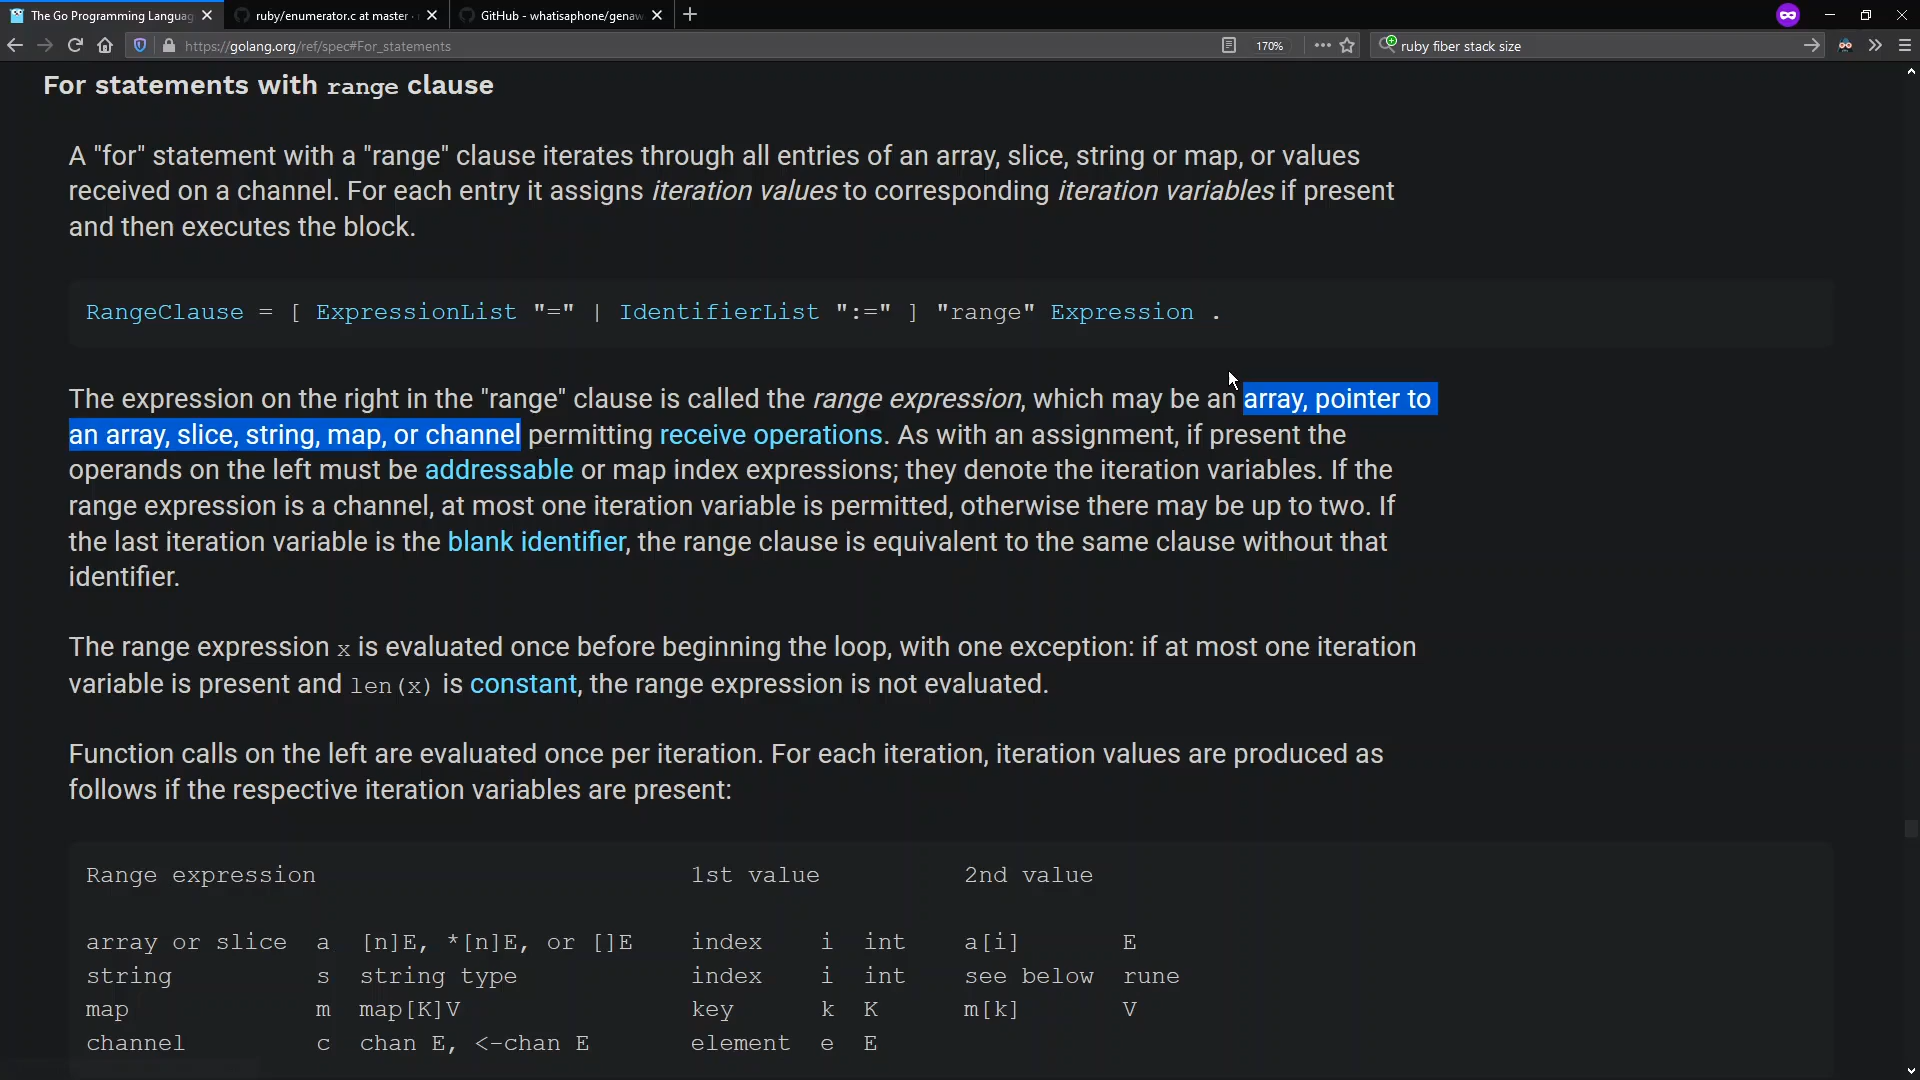 The Go Programming Languag
ruby/enumerator.c at master ·
GitHub - whatisaphone/genaw
https://golang.org/ref/spec#For_statements
170%
ruby fiber stack size
For statements with range clause
A "for" statement with a "range" clause iterates through all entries of an array, slice, string or map, or values
received on a channel. For each entry it assigns iteration values to corresponding iteration variables if present
and then executes the block.
RangeClause = [ ExpressionList "=" | IdentifierList ":=" ] "range" Expression .
The expression on the right in the "range" clause is called the range expression, which may be an array, pointer to
an array, slice, string, map, or channel permitting receive operations. As with an assignment, if present the
operands on the left must be addressable or map index expressions; they denote the iteration variables. If the
range expression is a channel, at most one iteration variable is permitted, otherwise there may be up to two. If
the last iteration variable is the blank identifier, the range clause is equivalent to the same clause without that
identifier.
The range expression x is evaluated once before beginning the loop, with one exception: if at most one iteration
variable is present and len(x) is constant, the range expression is not evaluated.
Function calls on the left are evaluated once per iteration. For each iteration, iteration values are produced as
follows if the respective iteration variables are present:
Range expression 1st value 2nd value
array or slice a [n]E, *[n]E, or []E index i int a[i] E
string s string type index i int see below rune
map m map[K]V key k K m[k] V
channel c chan E, <-chan E element e E